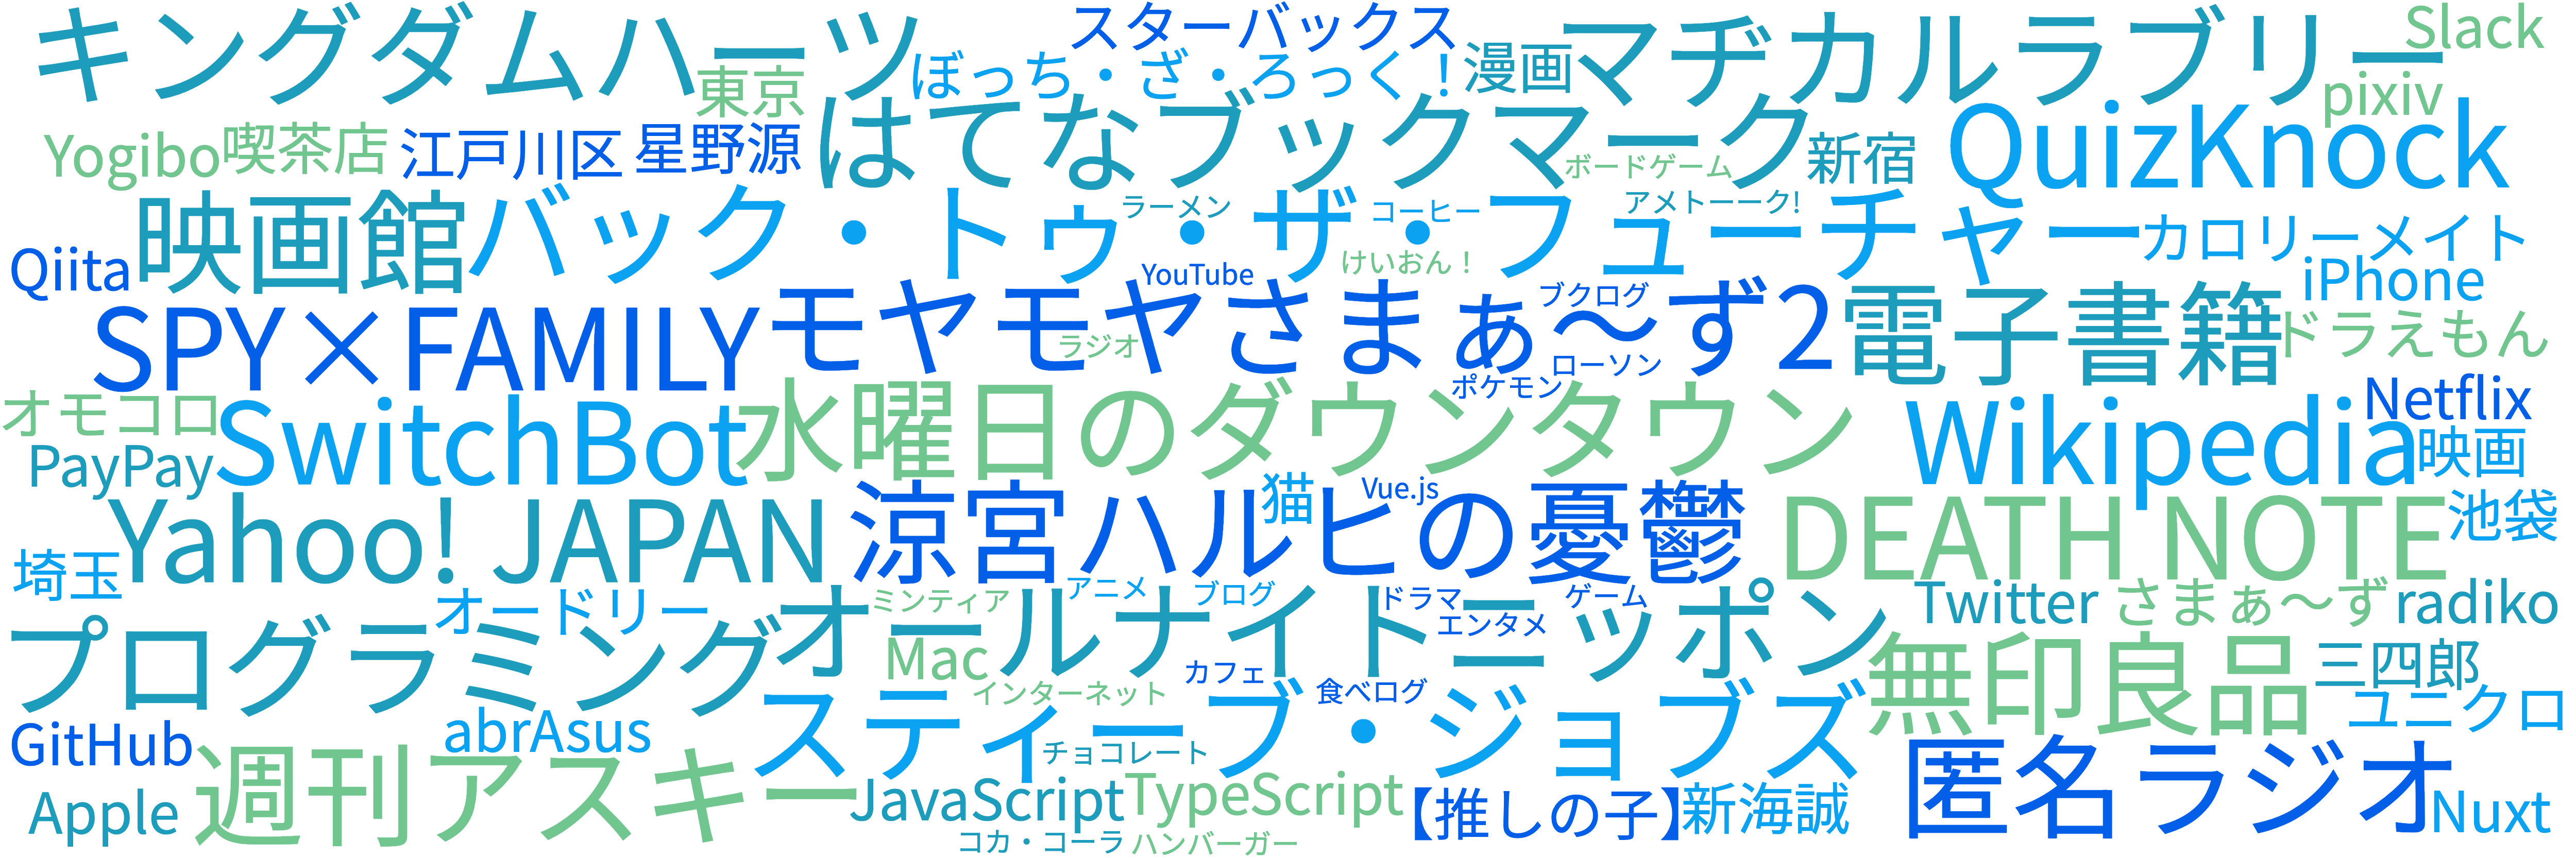 キングダムハーツ
スターバックス
マヂカルラブリー
Slack
東京
ぼっち・ざ・ろっく！
漫画
pixiv
Yogibo
喫茶店
江戸川区
星野源
はてなブックマーク
ボードゲーム
新宿
QuizKnock
Qiita
映画館
バック・トゥ・ザ・フューチャー
ラーメン
コーヒー
アメトーーク!
カロリーメイト
YouTube
けいおん！
iPhone
SPY×FAMILY
モヤモヤさまぁ〜ず2
ブクログ
電子書籍
ドラえもん
ラジオ
ローソン
オモコロ
SwitchBot
水曜日のダウンタウン
ポケモン
Wikipedia
Netflix
PayPay
映画
Yahoo! JAPAN
涼宮ハルヒの憂鬱
猫
Vue.js
DEATH NOTE
池袋
埼玉
オードリー
ミンティア
アニメ
ブログ
ドラマ
ゲーム
Twitter
さまぁ〜ず
radiko
プログラミング
オールナイトニッポン
エンタメ
Mac
カフェ
無印良品
三四郎
インターネット
食べログ
ユニクロ
GitHub
abrAsus
スティーブ・ジョブズ
週刊アスキー
チョコレート
匿名ラジオ
Apple
JavaScript
TypeScript
【推しの子】
新海誠
Nuxt
コカ・コーラ
ハンバーガー